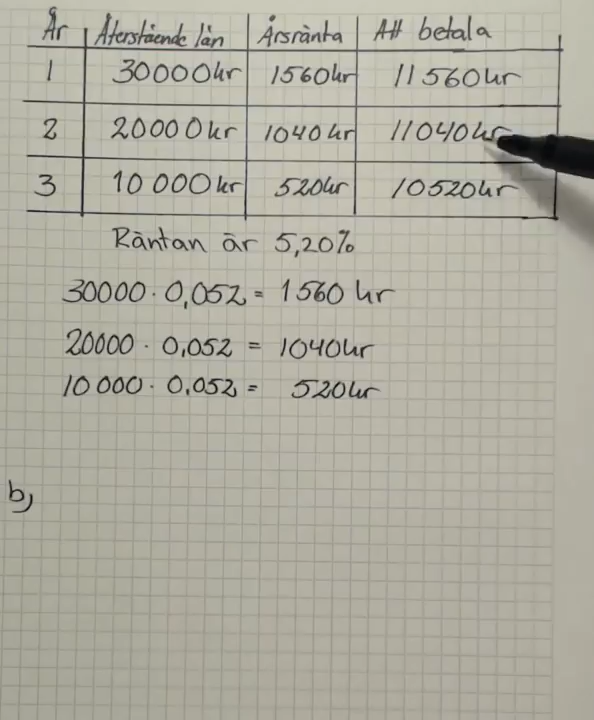 År Återstående lån Årsränta Att betala
1 30000kr 1560kr 11560kr
2 20000kr 1040kr 11040kr
3 10 000kr 520kr 10520kr
Räntan är 5,20%
30000 · 0,052 = 1560 kr
20000 · 0,052 = 1040kr
10 000 · 0,052 = 520kr
b)